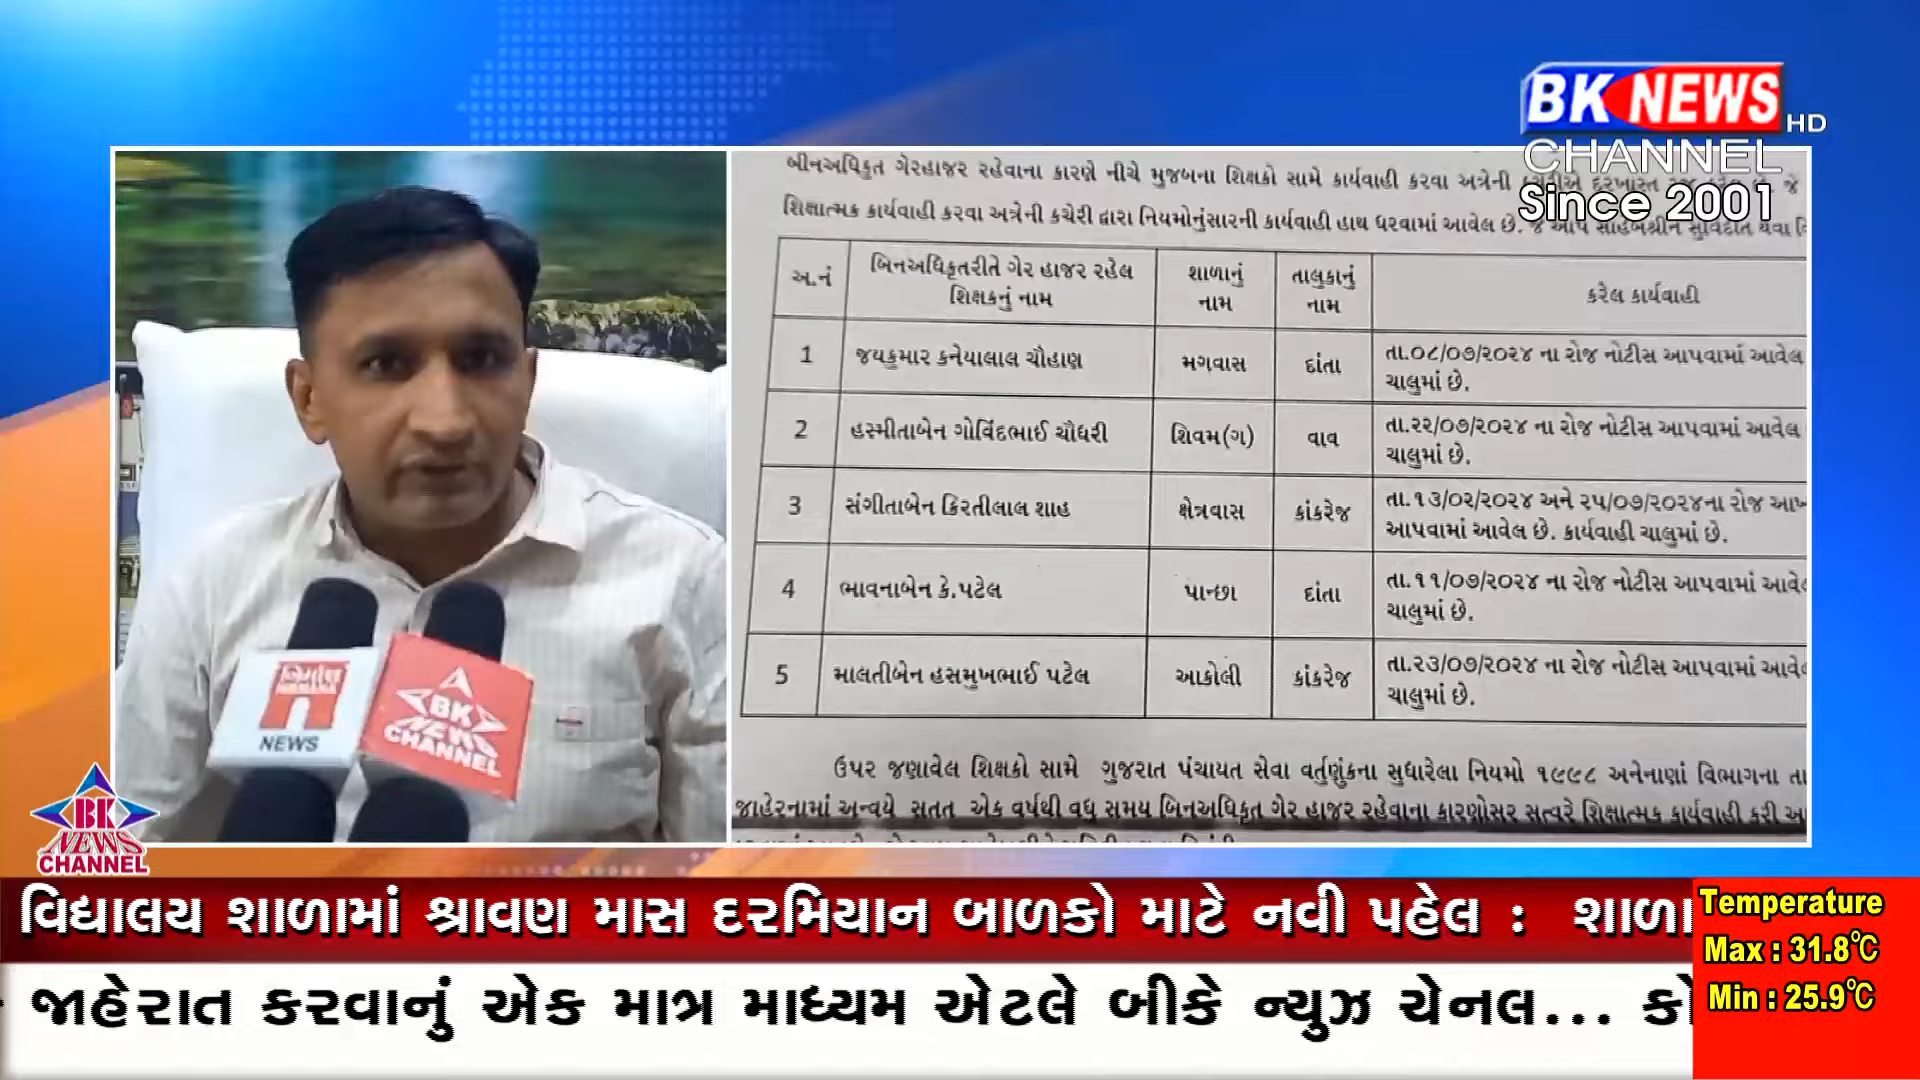 BK NEWS HD
CHANNEL
Since 2001
બીનઅધિકૃત ગેરહાજર રહેવાના કારણે નીચે મુજબના શિક્ષકો સામે કાર્યવાહી કરવા અત્રેની
શિક્ષાત્મક કાર્યવાહી કરવા અત્રેની કચેરી દ્વારા નિયમોનુંસારની કાર્યવાહી હાથ ધરવામાં આવેલ છે.
અ.નં બિનઅધિકૃતરીતે ગેર હાજર રહેલ શિક્ષકનું નામ શાળાનું નામ તાલુકાનું નામ કરેલ કાર્યવાહી
1 જયકુમાર કનેયાલાલ ચૌહાણ મગવાસ દાંતા તા.૦૮/૦૭/૨૦૨૪ ના રોજ નોટીસ આપવામાં આવેલ
ચાલુમાં છે.
2 હસ્મીતાબેન ગોવિંદભાઈ ચૌધરી શિવમ(ગ) વાવ તા.૨૨/૦૭/૨૦૨૪ ના રોજ નોટીસ આપવામાં આવેલ
ચાલુમાં છે.
3 સંગીતાબેન કિરતીલાલ શાહ ક્ષેત્રવાસ કાંકરેજ તા.૧૩/૦૨/૨૦૨૪ અને ૨૫/૦૭/૨૦૨૪ના રોજ
આપવામાં આવેલ છે. કાર્યવાહી ચાલુમાં છે.
4 ભાવનાબેન કે.પટેલ પાન્છા દાંતા તા.૧૧/૦૭/૨૦૨૪ ના રોજ નોટીસ આપવામાં
ચાલુમાં છે.
5 માલતીબેન હસમુખભાઈ પટેલ આકોલી કાંકરેજ તા.૨૩/૦૭/૨૦૨૪ ના રોજ નોટીસ આપવામાં
ચાલુમાં છે.
ઉપર જણાવેલ શિક્ષકો સામે ગુજરાત પંચાયત સેવા વર્તુણુંકના સુધારેલા નિયમો ૧૯૯૮ અનેનાણાં વિભાગના તા
જાહેરનામાં અન્વયે સતત એક વર્ષથી વધુ સમય બિનઅધિકૃત ગેર હાજર રહેવાના કારણોસર સત્વરે શિક્ષાત્મક કાર્યવાહી કરી
નિર્માણ
NIRMANA
NEWS
BK
NEWS
CHANNEL
BK
NEWS
CHANNEL
વિદ્યાલય શાળામાં શ્રાવણ માસ દરમિયાન બાળકો માટે નવી પહેલ : શાળા
જાહેરાત કરવાનું એક માત્ર માધ્યમ એટલે બીકે ન્યુઝ ચેનલ...
Temperature
Max : 31.8℃
Min : 25.9℃